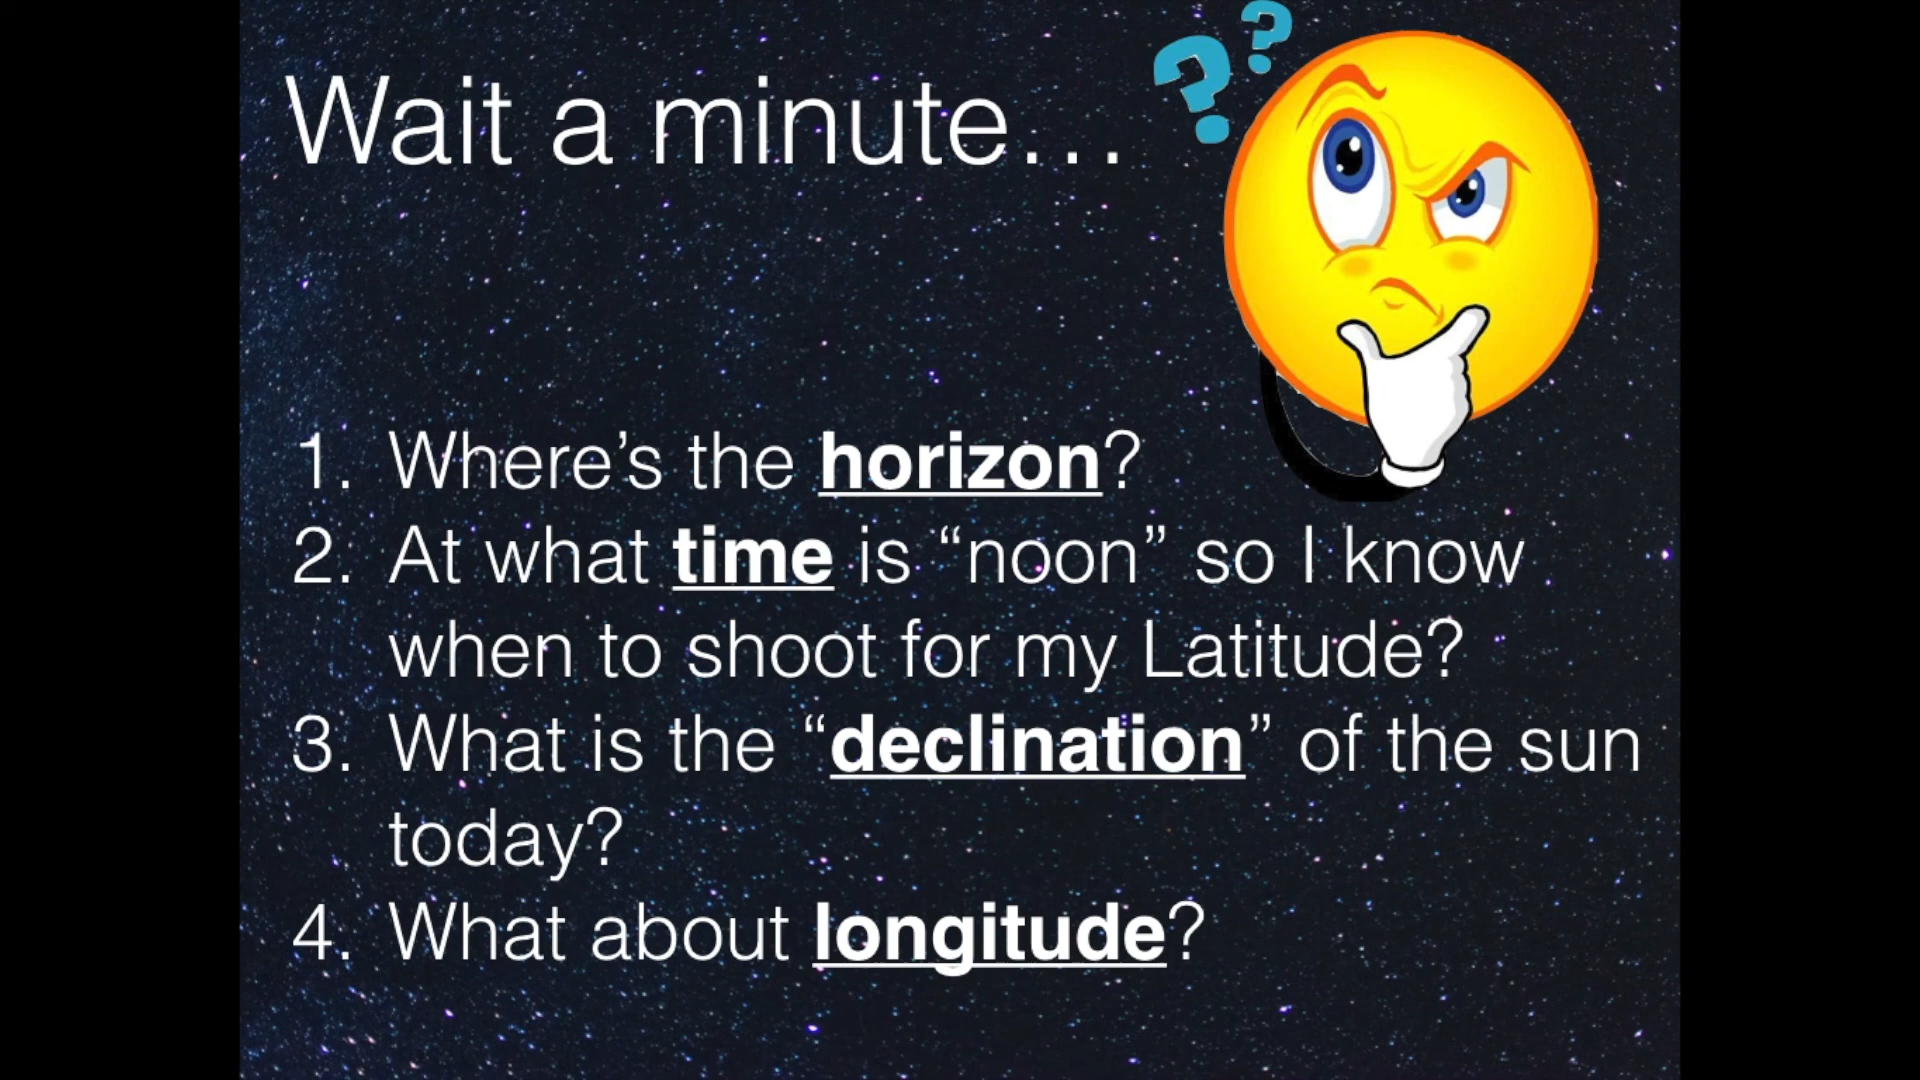 Wait a minute…
??
1. Where’s the horizon?
2. At what time is “noon” so I know
when to shoot for my Latitude?
3. What is the “declination” of the sun
today?
4. What about longitude?